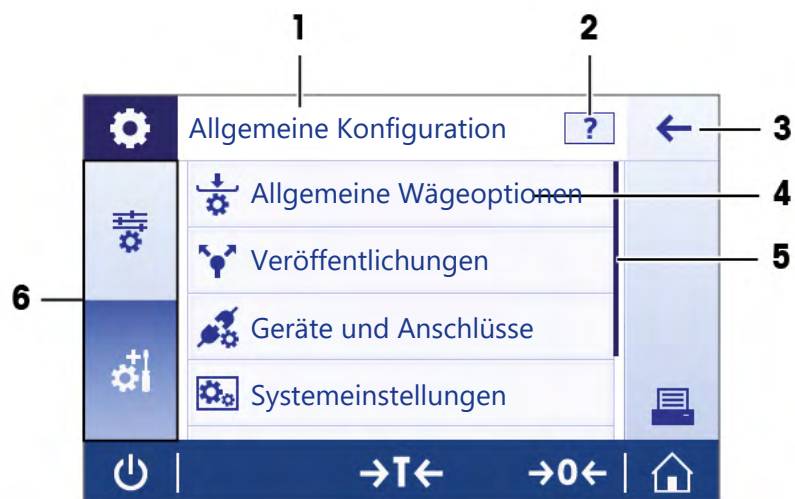 1 2
Allgemeine Konfiguration ? 3
Allgemeine Wägeoptionen 4
Veröffentlichungen 5
6
Geräte und Anschlüsse
Systemeinstellungen
→T← →0←